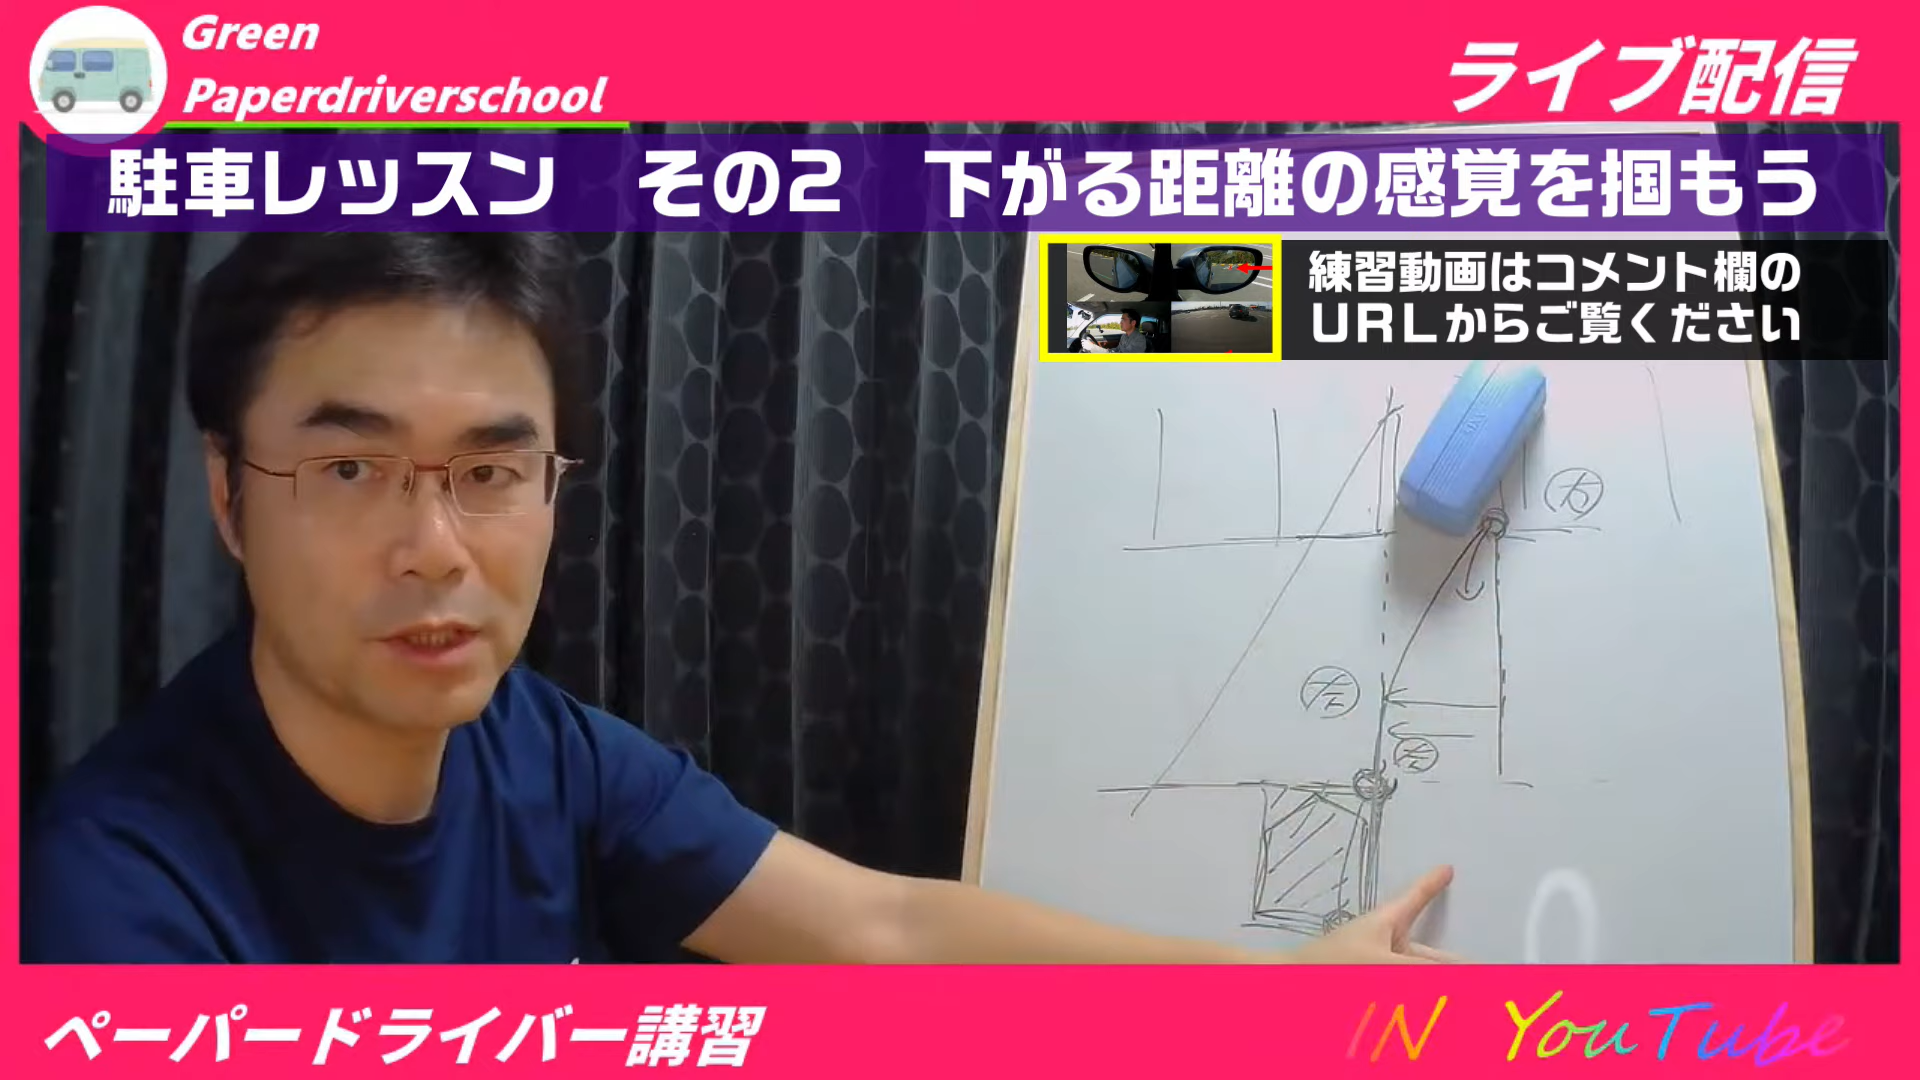 Green
Paperdriverschool
ライブ配信
駐車レッスン　その2　下がる距離の感覚を掴もう
練習動画はコメント欄の
URLからご覧ください
右
左
右
ペーパードライバー講習
IN YouTube